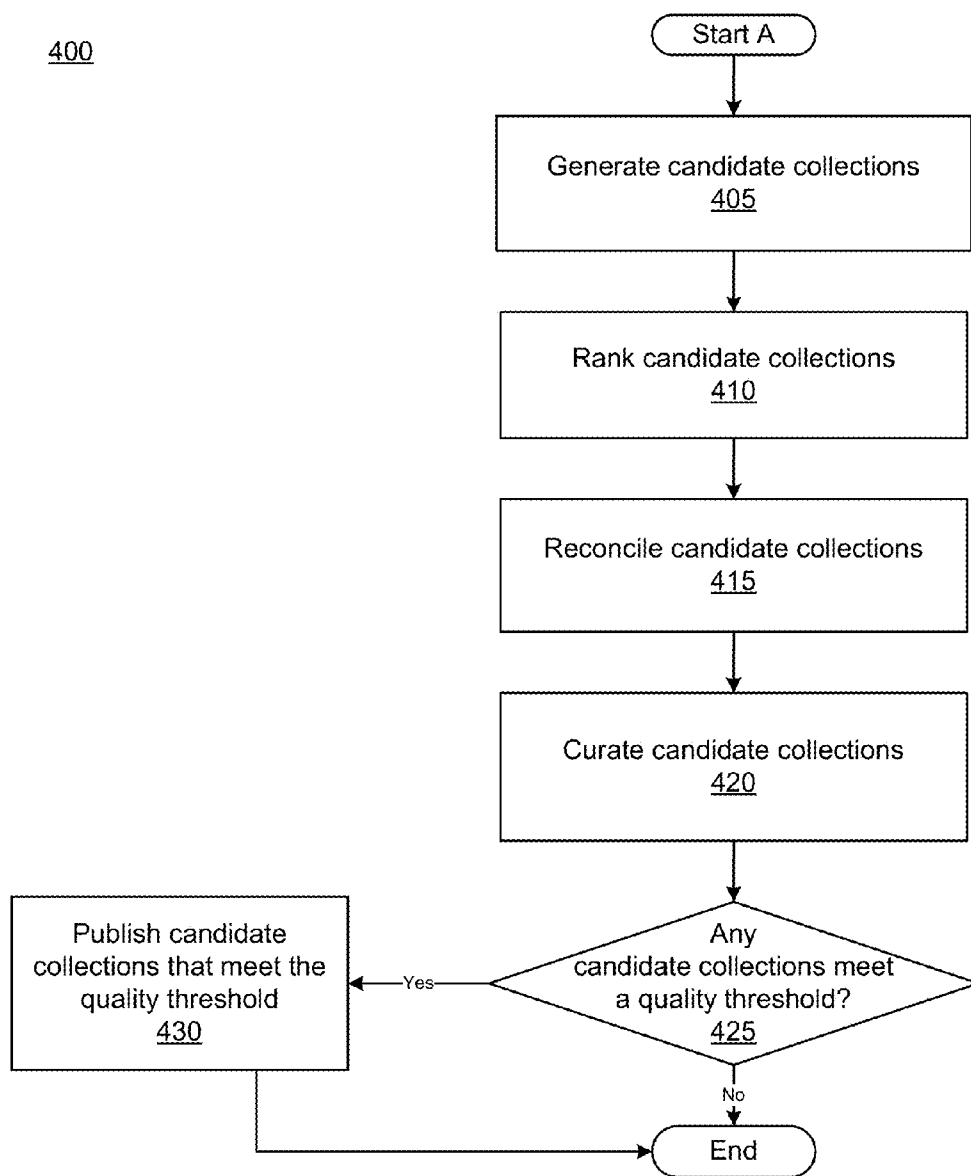 400
Start A
Generate candidate collections
405
Rank candidate collections
410
Reconcile candidate collections
415
Curate candidate collections
420
Any
candidate collections meet
a quality threshold?
425
Yes
Publish candidate
collections that meet the
quality threshold
430
No
End